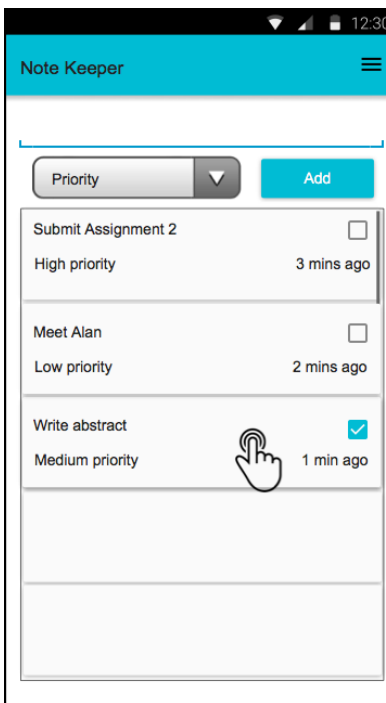 12:30
Note Keeper
Priority
Add
Submit Assignment 2
High priority 3 mins ago
Meet Alan
Low priority 2 mins ago
Write abstract
Medium priority 1 min ago